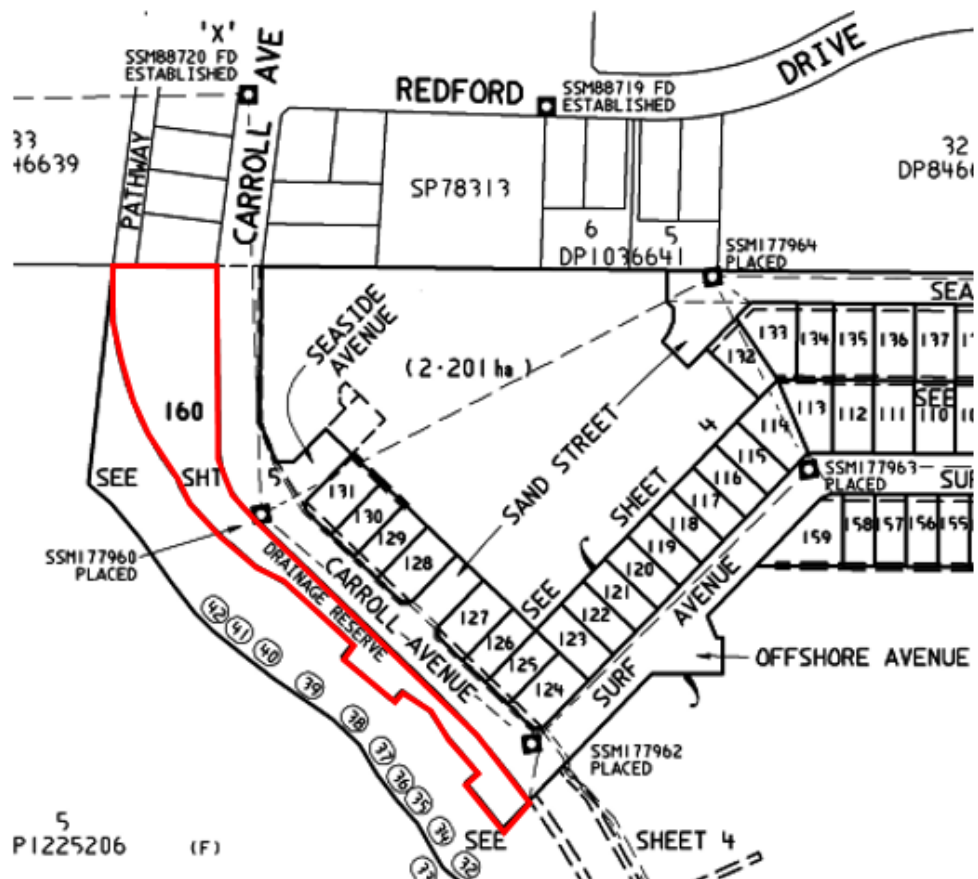 'X'
SSM88720 FD
ESTABLISHED
CARROLL AVE
REDFORD
DRIVE
SSM88719 FD
ESTABLISHED
33
46639
PATHWAY
SP78313
32
DP8466
6
5
DP1036641
SSM177964
PLACED
SEA
SEASIDE
AVENUE
(2·201ha)
133
134
135
136
137
132
SEE
160
113
112
111
110
114
4
SEE
SHT
5
SAND STREET
SHEET
115
116
117
118
119
120
121
122
123
124
125
126
127
128
129
130
131
SSM177963
PLACED
SUR
159
158
157
156
155
SSM177960
PLACED
DRAINAGE RESERVE
CARROLL AVENUE
SEE
SURF
AVENUE
OFFSHORE AVENUE
42
41
40
39
38
37
36
35
34
32
33
SSM177962
PLACED
5
P1225206
(F)
SEE
SHEET 4